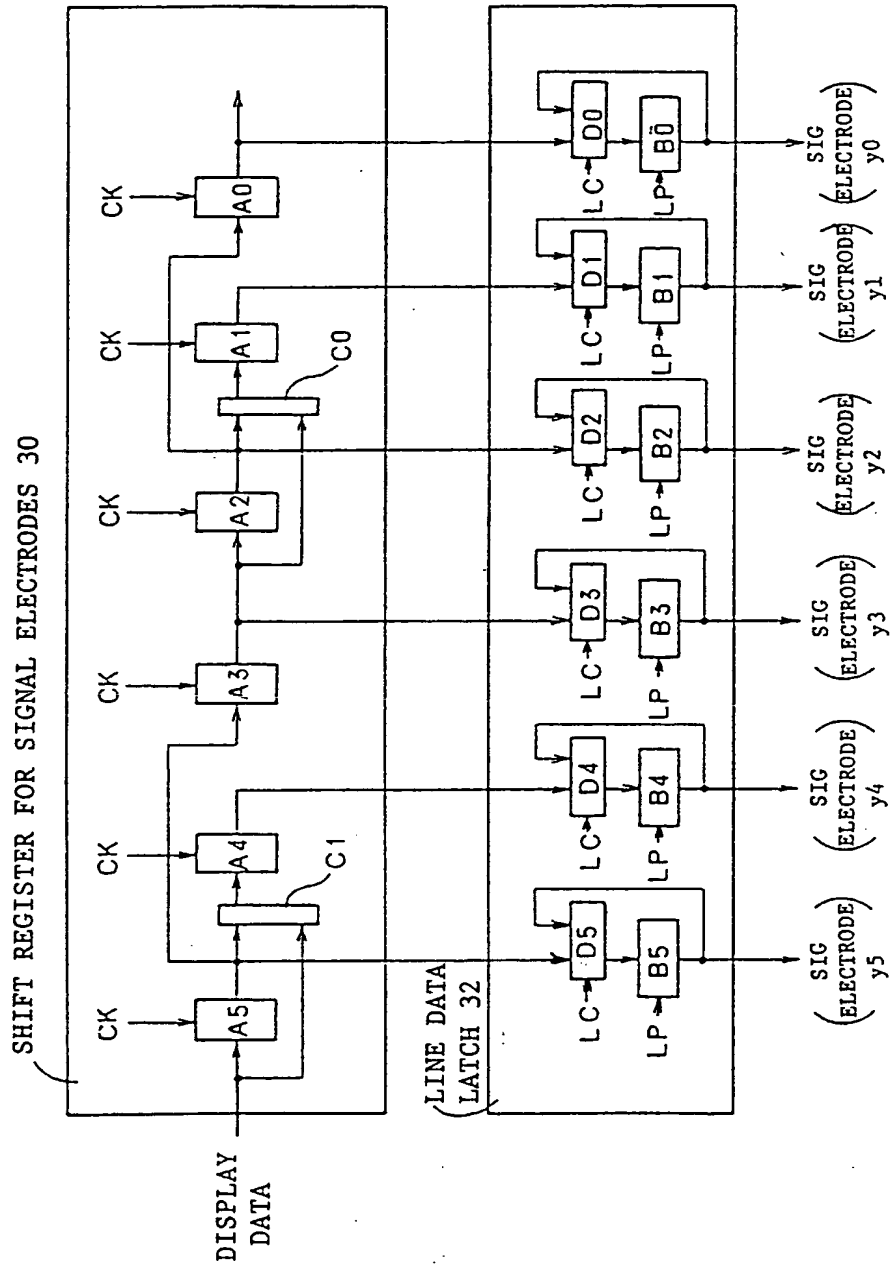 SHIFT REGISTER FOR SIGNAL ELECTRODES 30
CK CK CK CK CK CK
A5 A4 A3 A2 A1 A0
C1 C0
DISPLAY
DATA
LINE DATA
LATCH 32
LC D5 LC D4 LC D3 LC D2 LC D1 LC D0
LP B5 LP B4 LP B3 LP B2 LP B1 LP B0
SIG
(ELECTRODE)
y5
SIG
(ELECTRODE)
y4
SIG
(ELECTRODE)
y3
SIG
(ELECTRODE)
y2
SIG
(ELECTRODE)
y1
SIG
(ELECTRODE)
y0